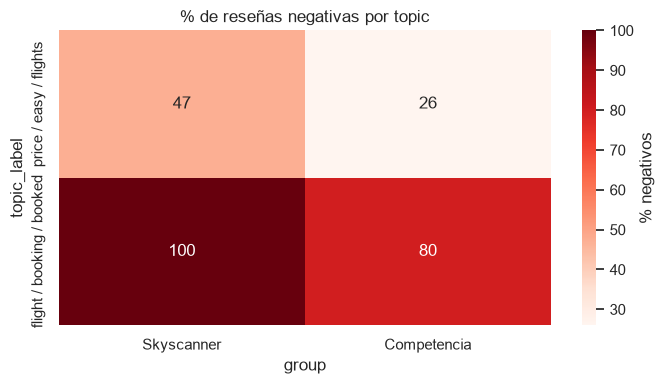 % de reseñas negativas por topic
topic_label
price / easy / flights
flight / booking / booked
47
26
100
80
Skyscanner
Competencia
group
100
90
80
70
60
50
40
30
% negativos